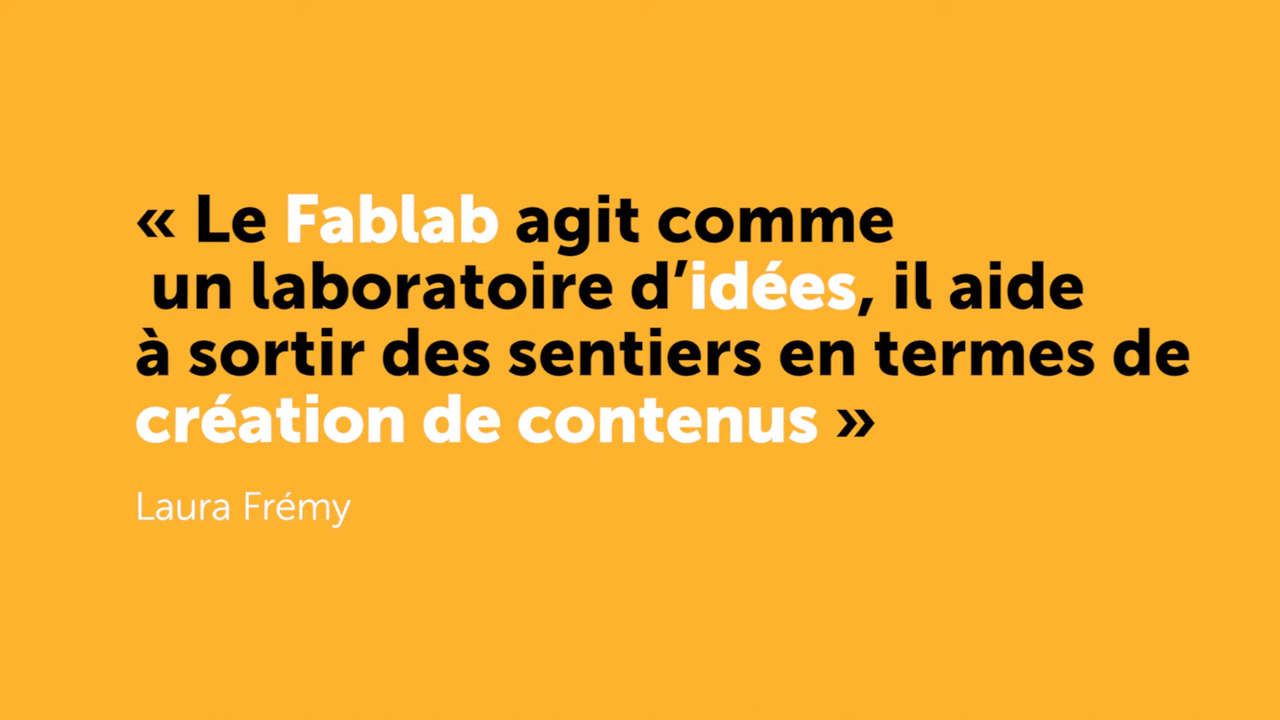 « Le Fablab agit comme
un laboratoire d’idées, il aide
à sortir des sentiers en termes de
création de contenus »
Laura Frémy